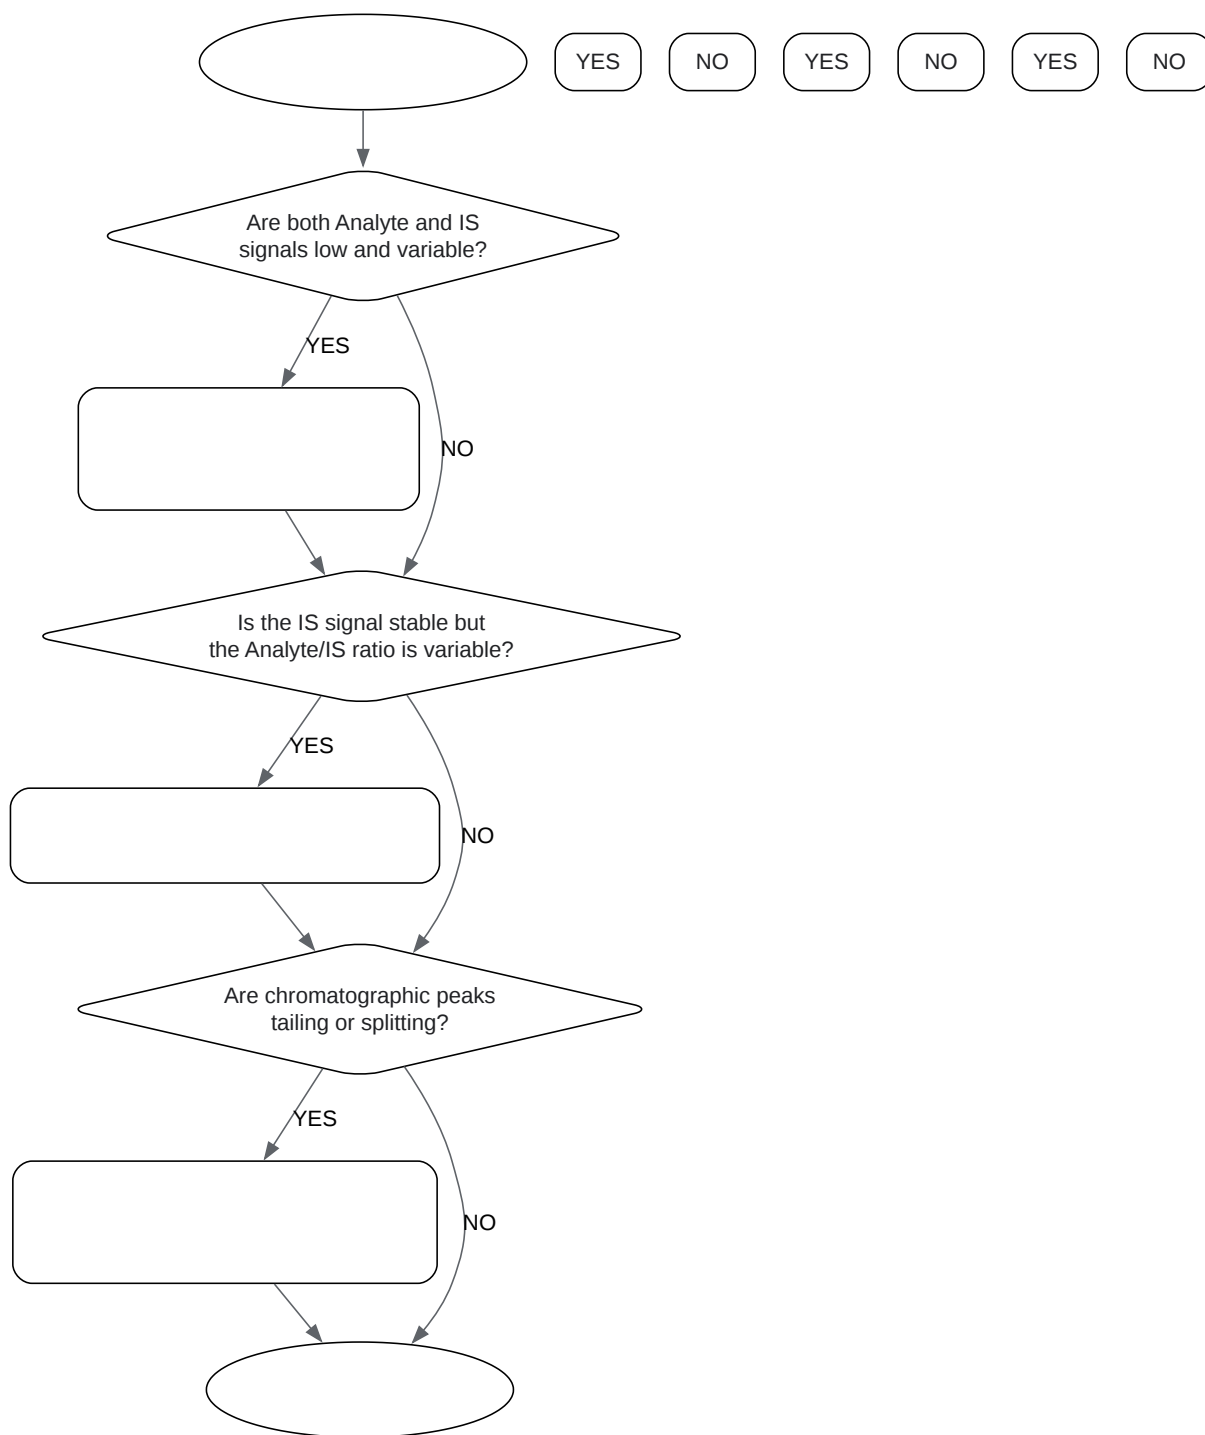 YES
NO
YES
NO
YES
NO
Are both Analyte and IS
signals low and variable?
YES
NO
Is the IS signal stable but
the Analyte/IS ratio is variable?
YES
NO
Are chromatographic peaks
tailing or splitting?
YES
NO